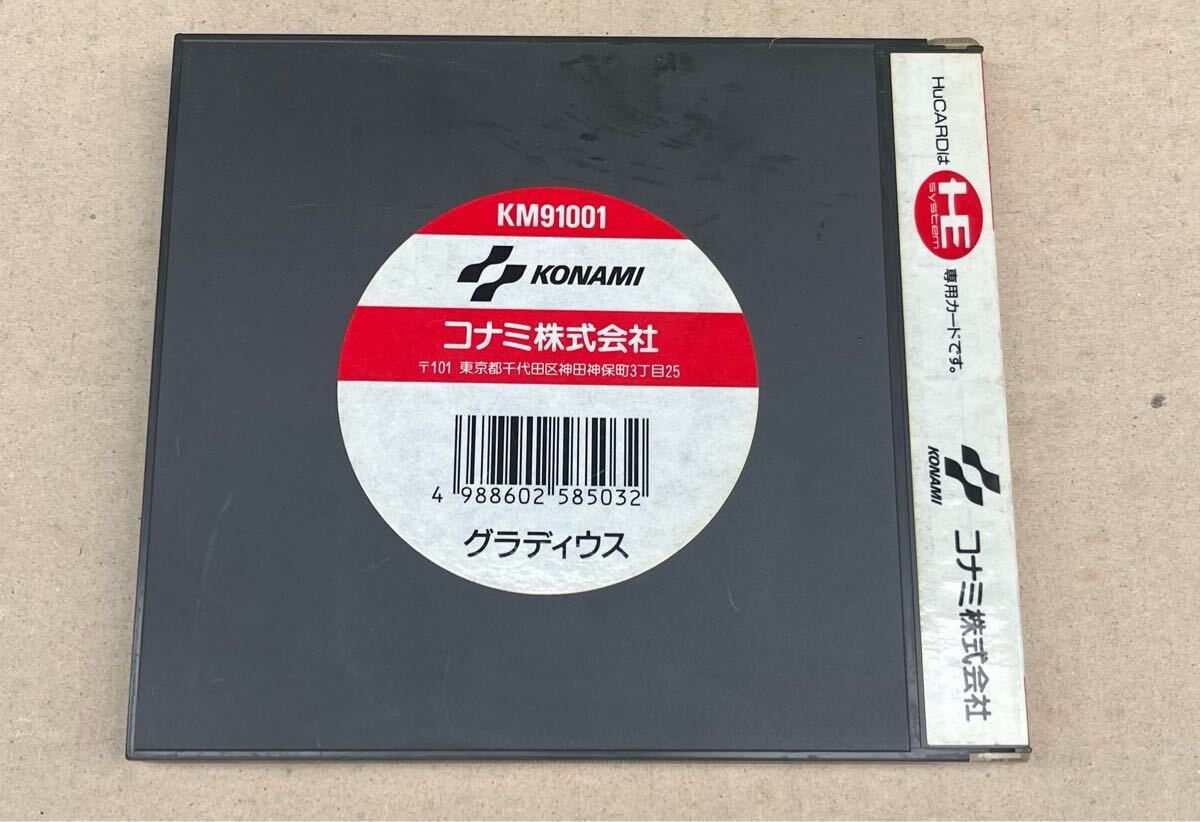 KM91001
KONAMI
コナミ株式会社
〒101 東京都千代田区神田神保町3丁目25
4 988602 585032
グラディウス
HuCARDは
HE
system
専用カードです。
KONAMI
コナミ株式会社